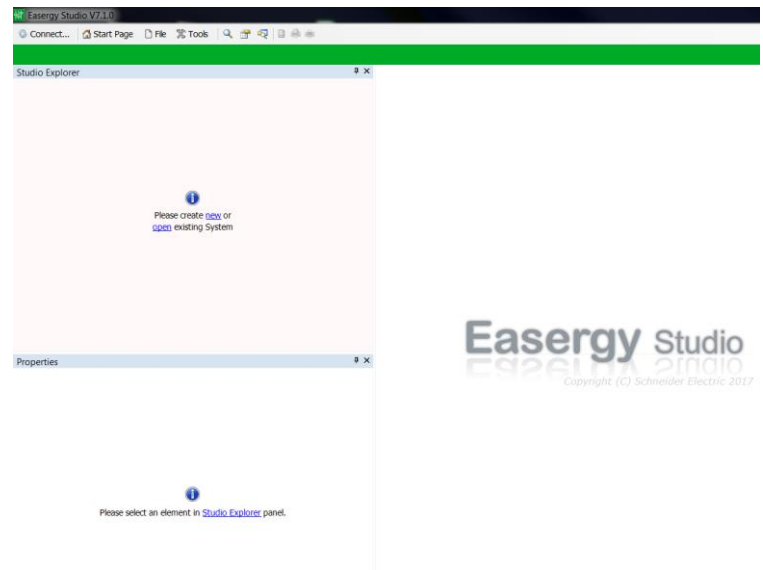 Easergy Studio V7.1.0
Connect... Start Page File Tools
Studio Explorer
Please create new or
open existing System
Easergy Studio
Copyright (C) Schneider Electric 2017
Properties
Please select an element in Studio Explorer panel.